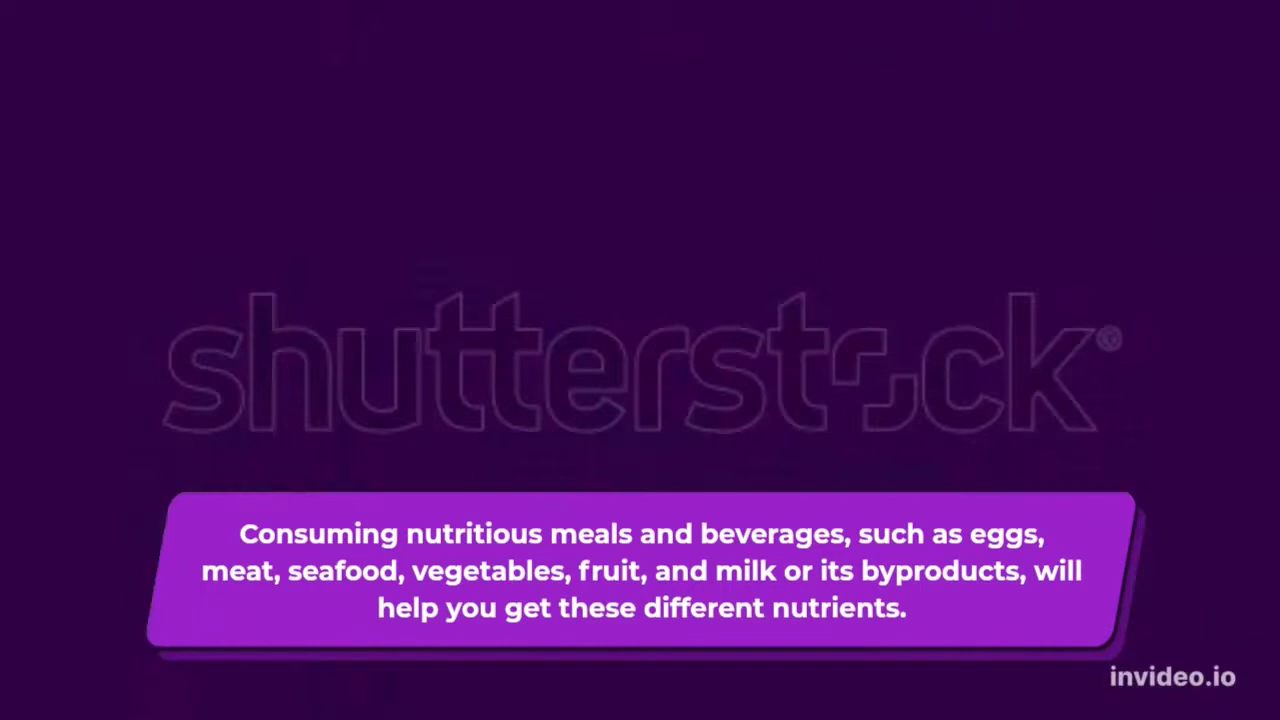 shutterstock®
Consuming nutritious meals and beverages, such as eggs,
meat, seafood, vegetables, fruit, and milk or its byproducts, will
help you get these different nutrients.
invideo.io